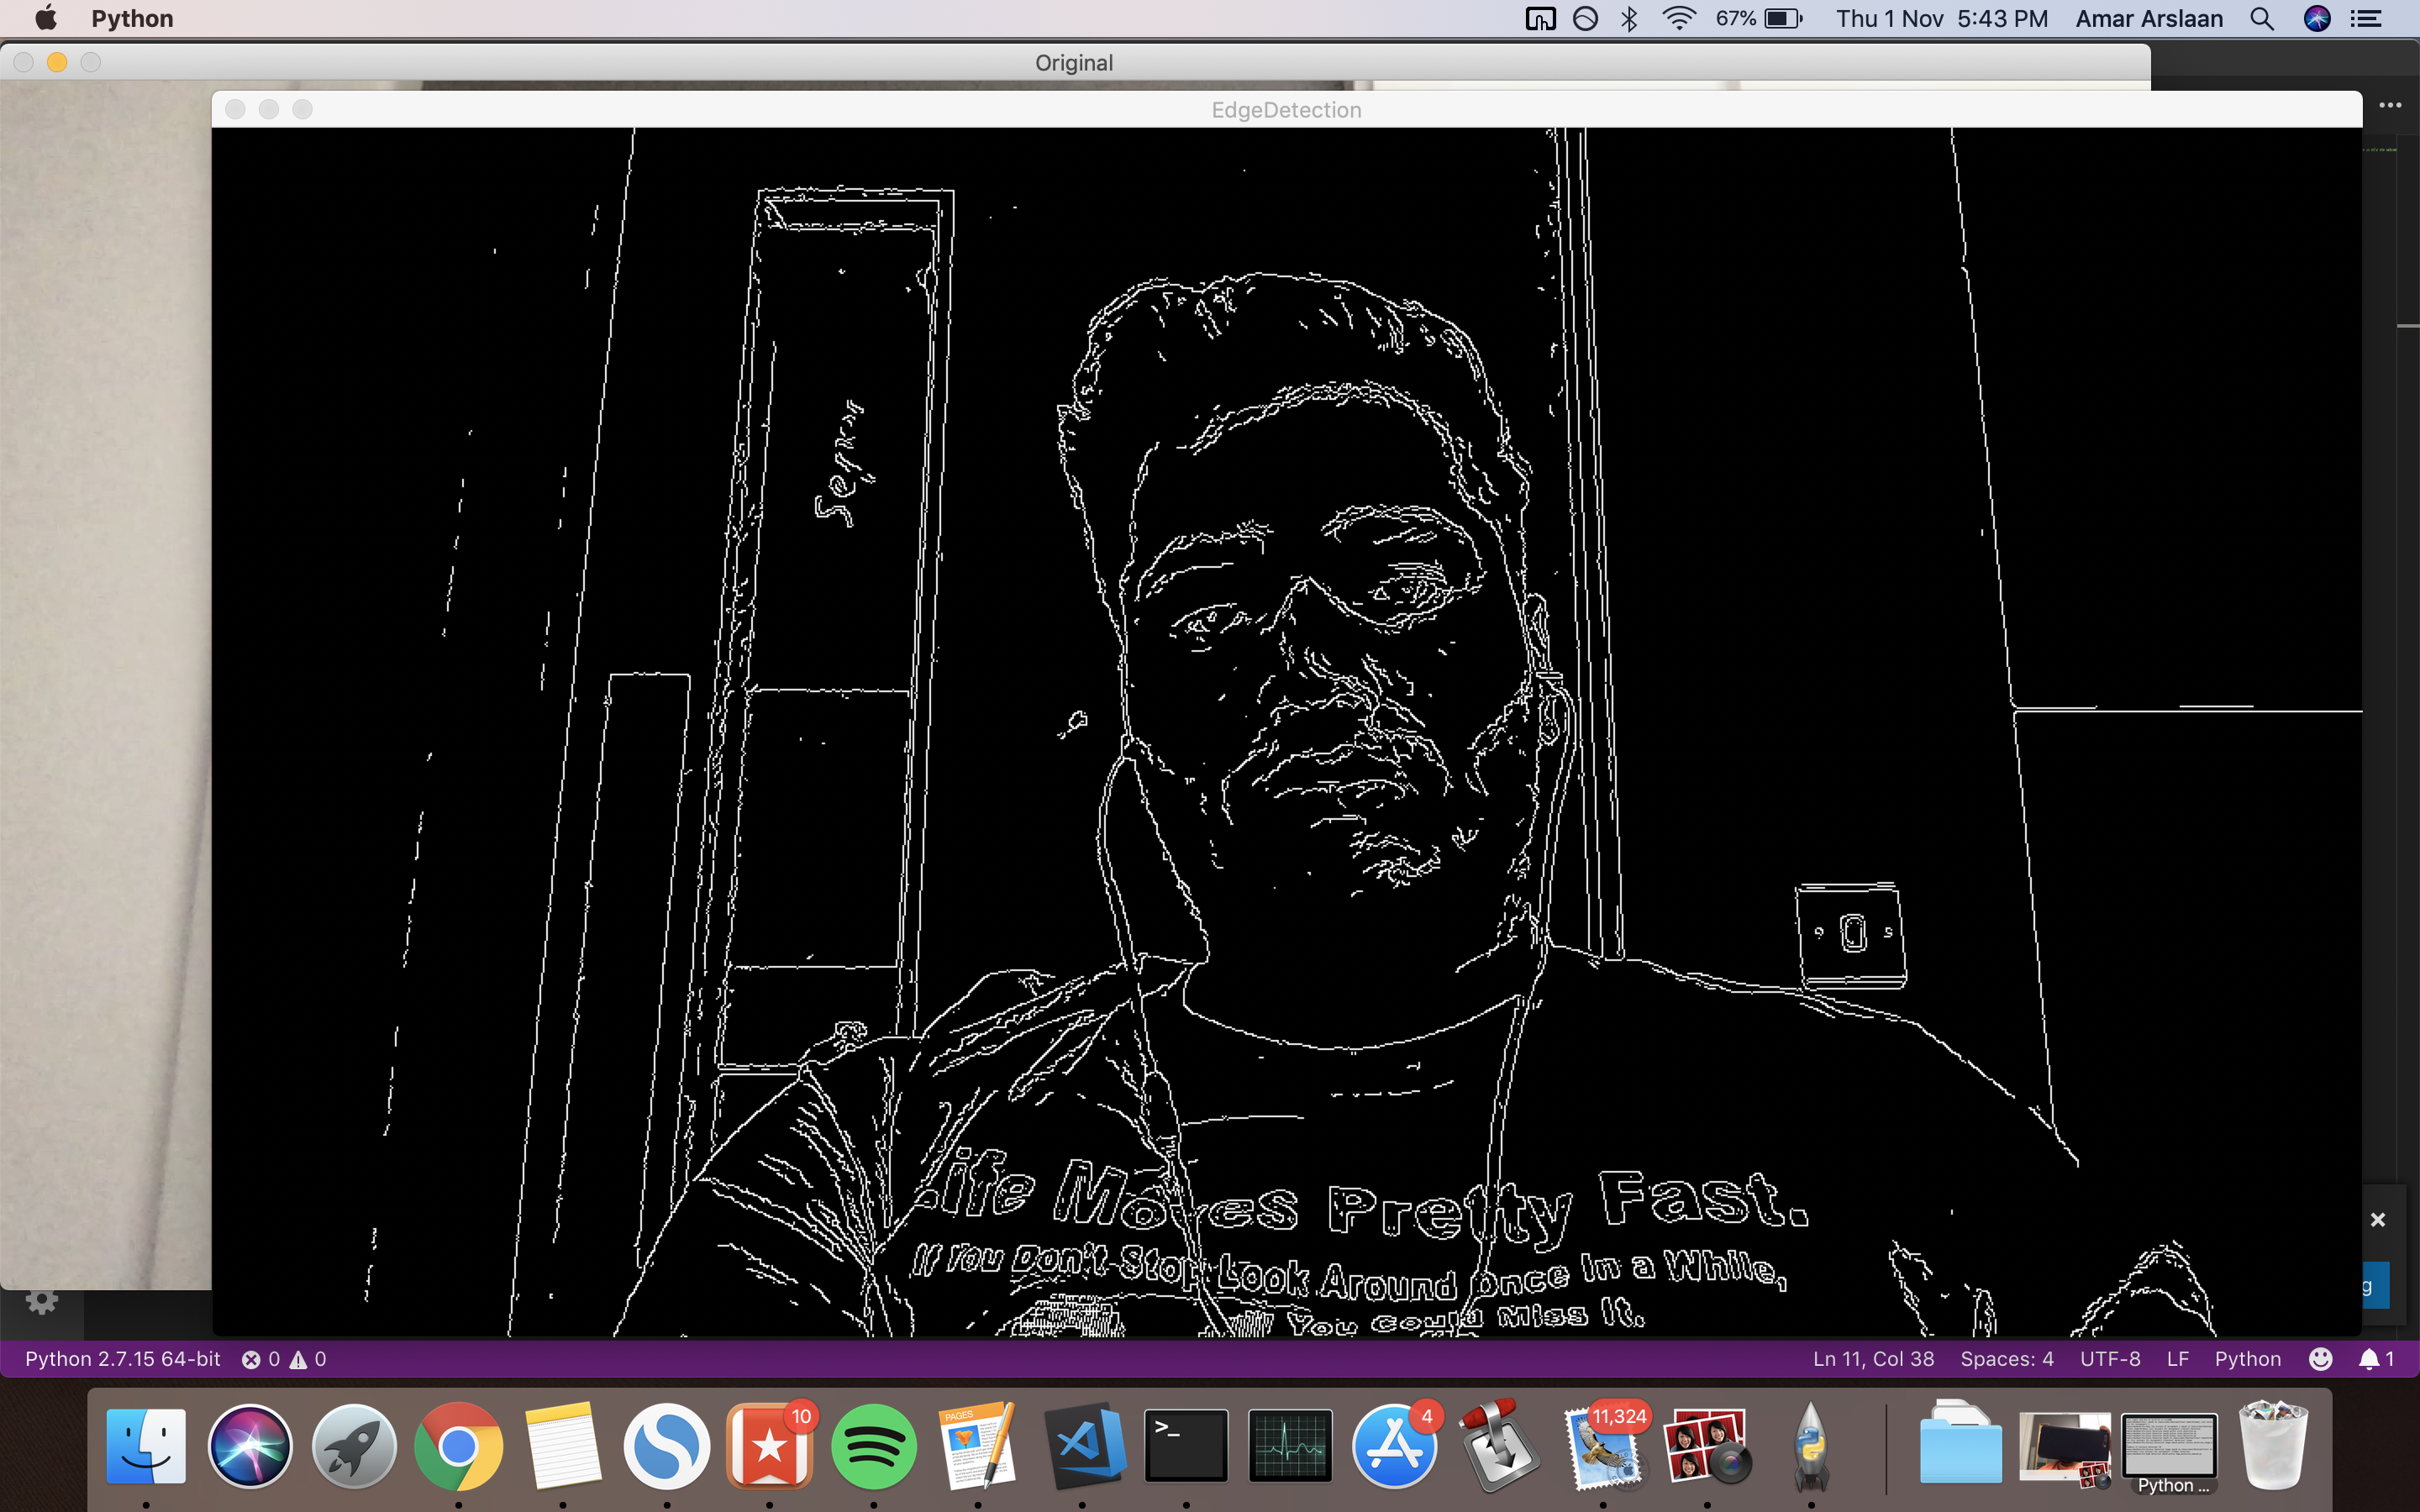 Python
67%
Thu 1 Nov 5:43 PM
Amar Arslaan
Original
EdgeDetection
Life Moves Pretty Fast.
If You Don't Stop Look Around Once In a While,
You Could Miss It.
g
Python 2.7.15 64-bit
0
0
Ln 11, Col 38
Spaces: 4
UTF-8
LF
Python
1
10
PAGES
>_
4
11,324
Python ...